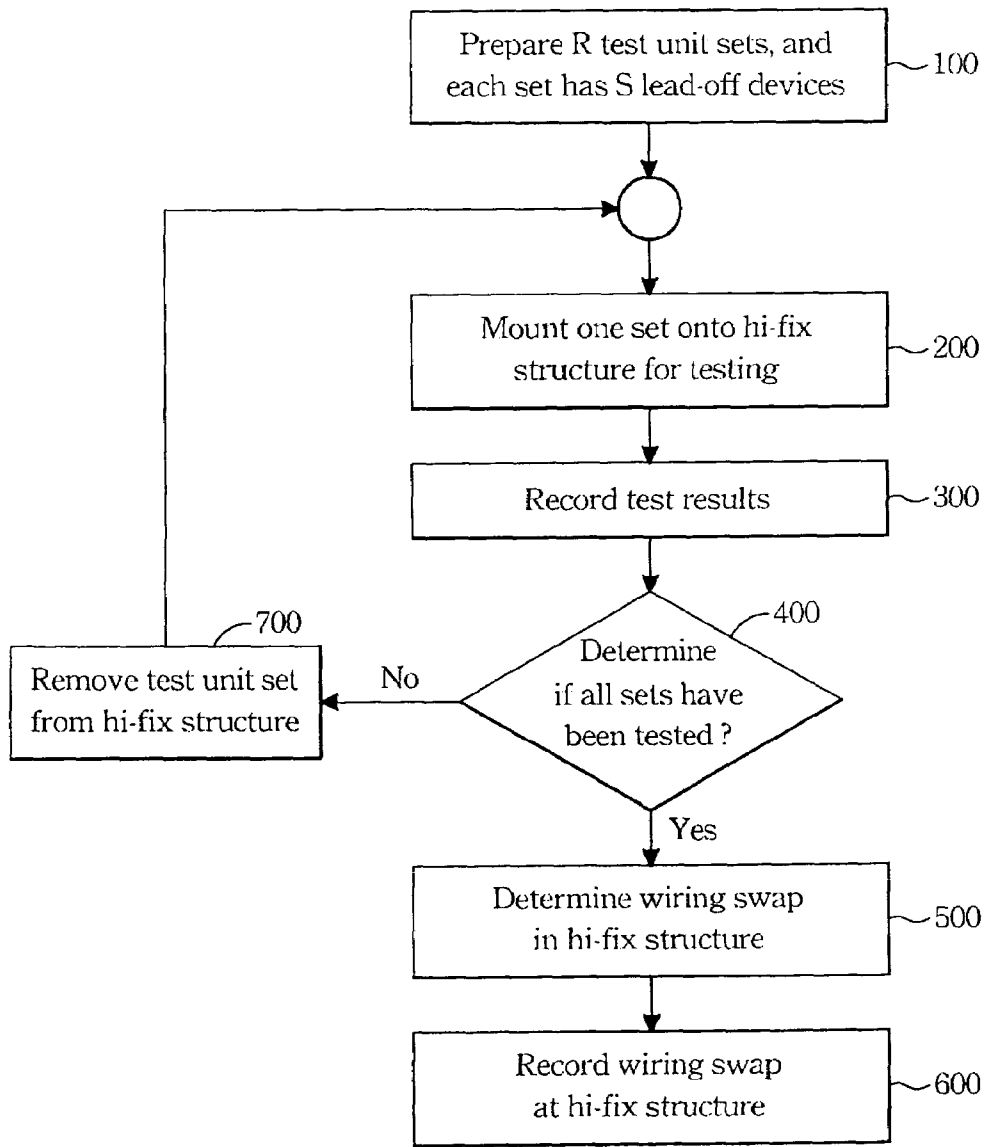 Prepare R test unit sets, and
each set has S lead-off devices
100
Mount one set onto hi-fix
structure for testing
200
Record test results
300
400
Determine
if all sets have
been tested ?
No
700
Remove test unit set
from hi-fix structure
Yes
Determine wiring swap
in hi-fix structure
500
Record wiring swap
at hi-fix structure
600